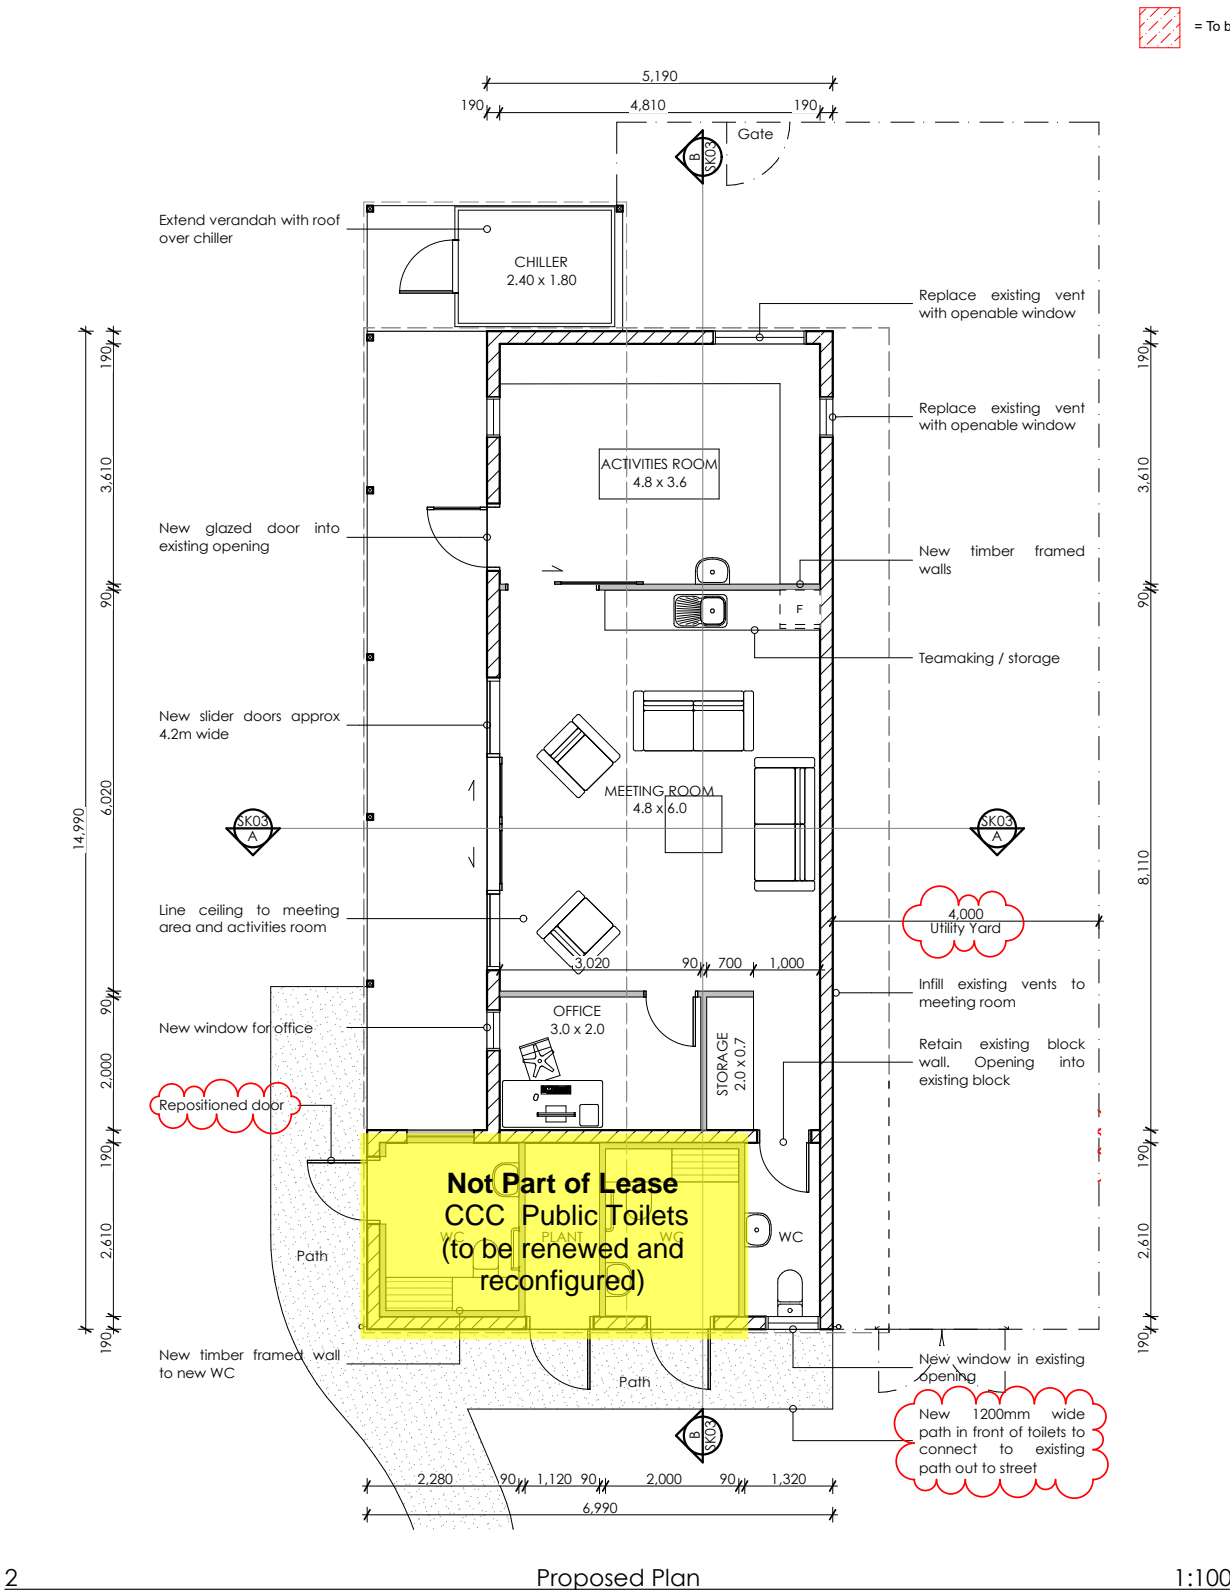 = To b
5,190
190
4,810
190
Gate
B
SK03
Extend verandah with roof
over chiller
CHILLER
2.40 x 1.80
Replace existing vent
with openable window
190
190
Replace existing vent
with openable window
ACTIVITIES ROOM
4.8 x 3.6
3,610
3,610
New glazed door into
existing opening
New timber framed
walls
90
90
F
Teamaking / storage
New slider doors approx
4.2m wide
MEETING ROOM
4.8 x 6.0
6,020
14,990
SK03
A
SK03
A
8,110
Line ceiling to meeting
area and activities room
4,000
Utility Yard
3,020
90
700
1,000
Infill existing vents to
meeting room
90
OFFICE
3.0 x 2.0
New window for office
STORAGE
2.0 x 0.7
Retain existing block
wall. Opening into
existing block
2,000
Repositioned door
190
190
Not Part of Lease
CCC Public Toilets
(to be renewed and
reconfigured)
WC
PLANT
WC
WC
2,610
2,610
Path
190
190
New timber framed wall
to new WC
New window in existing
opening
Path
New 1200mm wide
path in front of toilets to
connect to existing
path out to street
B
SK03
2,280
90
1,120
90
2,000
90
1,320
6,990
2
Proposed Plan
1:100